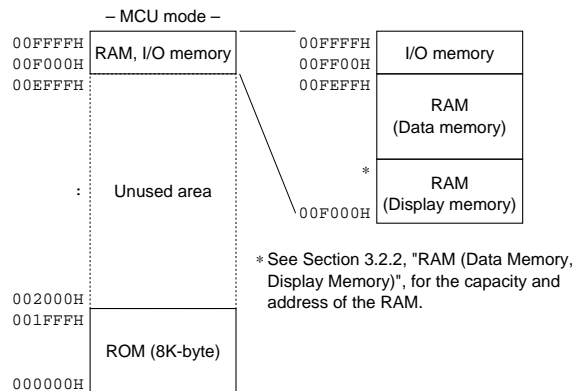 – MCU mode –
00FFFFH
RAM, I/O memory
00F000H
00EFFFH
:
Unused area
002000H
001FFFH
ROM (8K-byte)
000000H
00FFFFH
I/O memory
00FF00H
00FEFFH
RAM
(Data memory)
*
RAM
(Display memory)
00F000H
* See Section 3.2.2, "RAM (Data Memory,
Display Memory)", for the capacity and
address of the RAM.